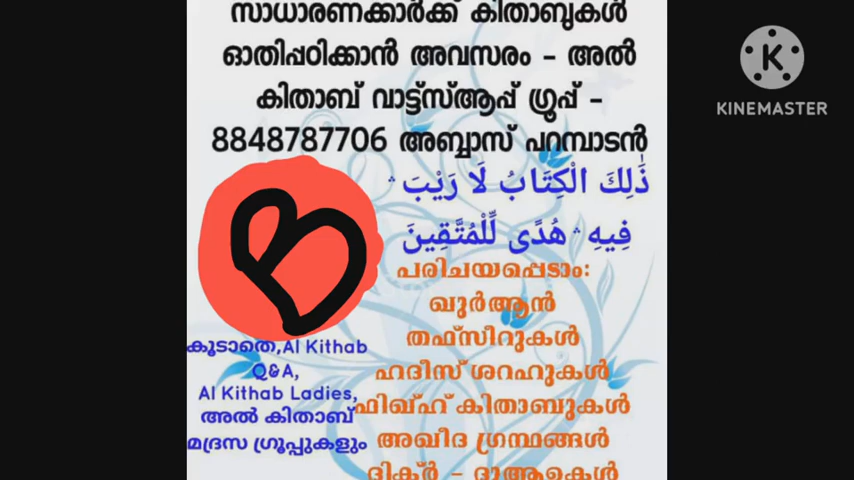 സാധാരണക്കാർക്ക് കിതാബുകൾ
ഓതിപ്പഠിക്കാൻ അവസരം - അൽ
കിതാബ് വാട്ട്സ്ആപ്പ് ഗ്രൂപ്പ് -
8848787706 അബ്ബാസ് പറമ്പാടൻ
ذَٰلِكَ الْكِتَابُ لَا رَيْبَ ۛ
فِيهِ ۛ هُدًى لِّلْمُتَّقِينَ
B
പരിചയപ്പെടാം:
ഖുർആൻ
തഫ്സീറുകൾ
ഹദീസ് ശറഹുകൾ
ഫിഖ്ഹ് കിതാബുകൾ
അഖീദ ഗ്രന്ഥങ്ങൾ
ദിക്ർ - ദുആളകൾ
കൂടാതെ,Al Kithab
Q&A,
Al Kithab Ladies,
അൽ കിതാബ്
മദ്രസ ഗ്രൂപ്പുകളും
K
KINEMASTER